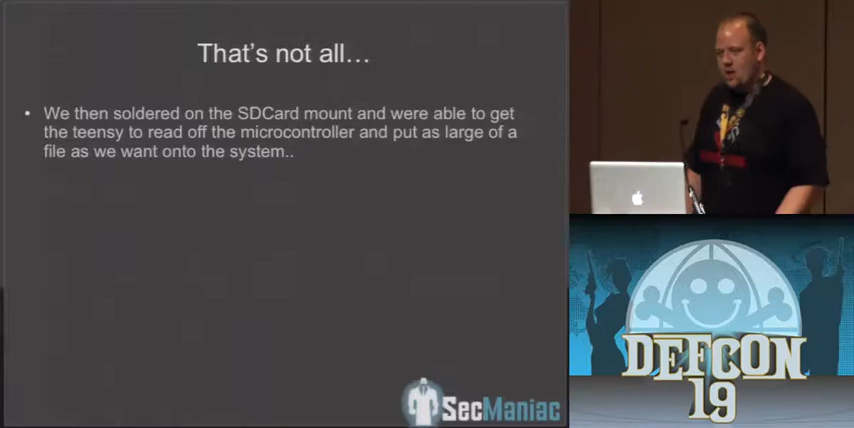 That's not all…
• We then soldered on the SDCard mount and were able to get
the teensy to read off the microcontroller and put as large of a
file as we want onto the system..
SecManiac
DEFCON
19